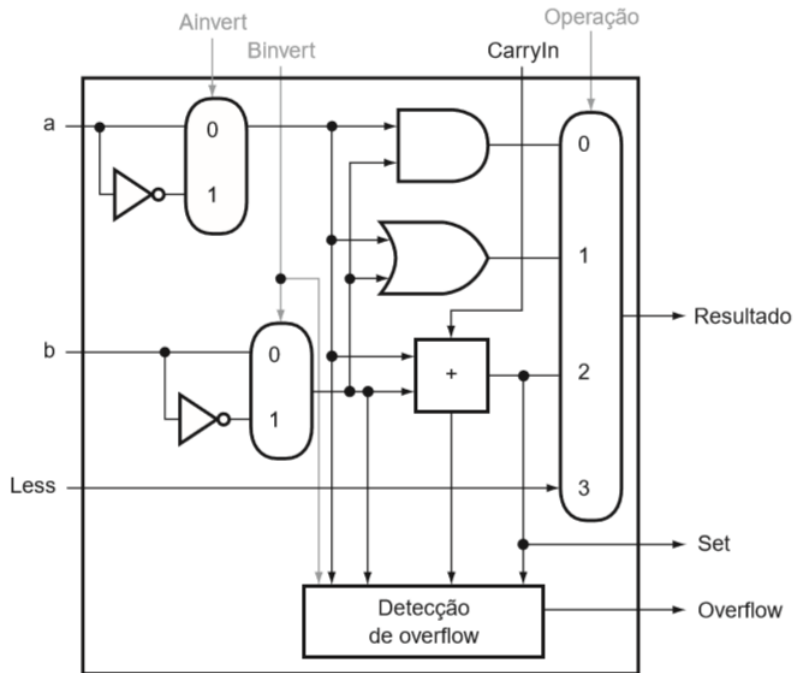 Ainvert
Binvert
CarryIn
Operação
a
0
1
0
1
b
0
1
+
2
Less
3
Resultado
Set
Detecção
de overflow
Overflow